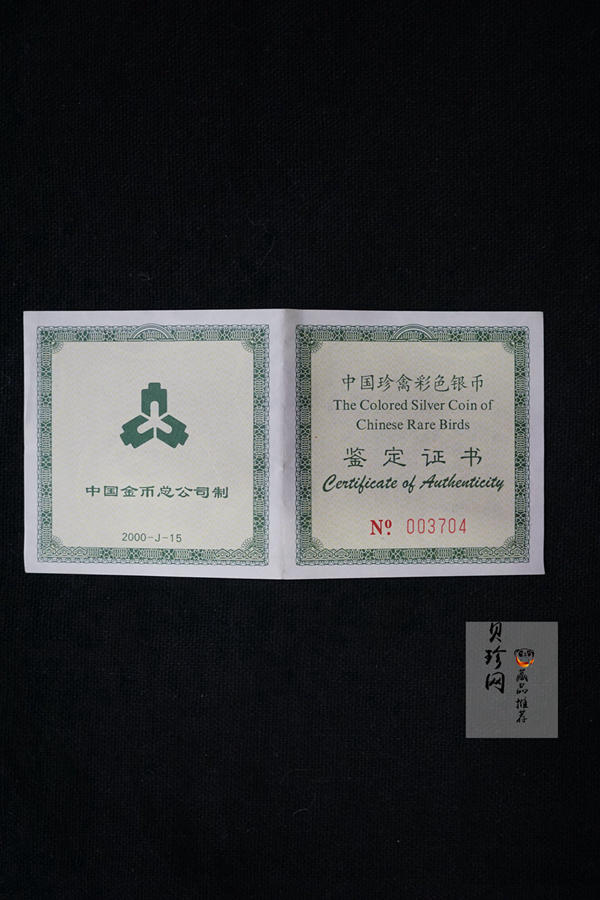 中国金币总公司制
2000-J-15
中国珍禽彩色银币
The Colored Silver Coin of
Chinese Rare Birds
鉴定证书
Certificate of Authenticity
Nº. 003704
贝珍网
藏品推荐